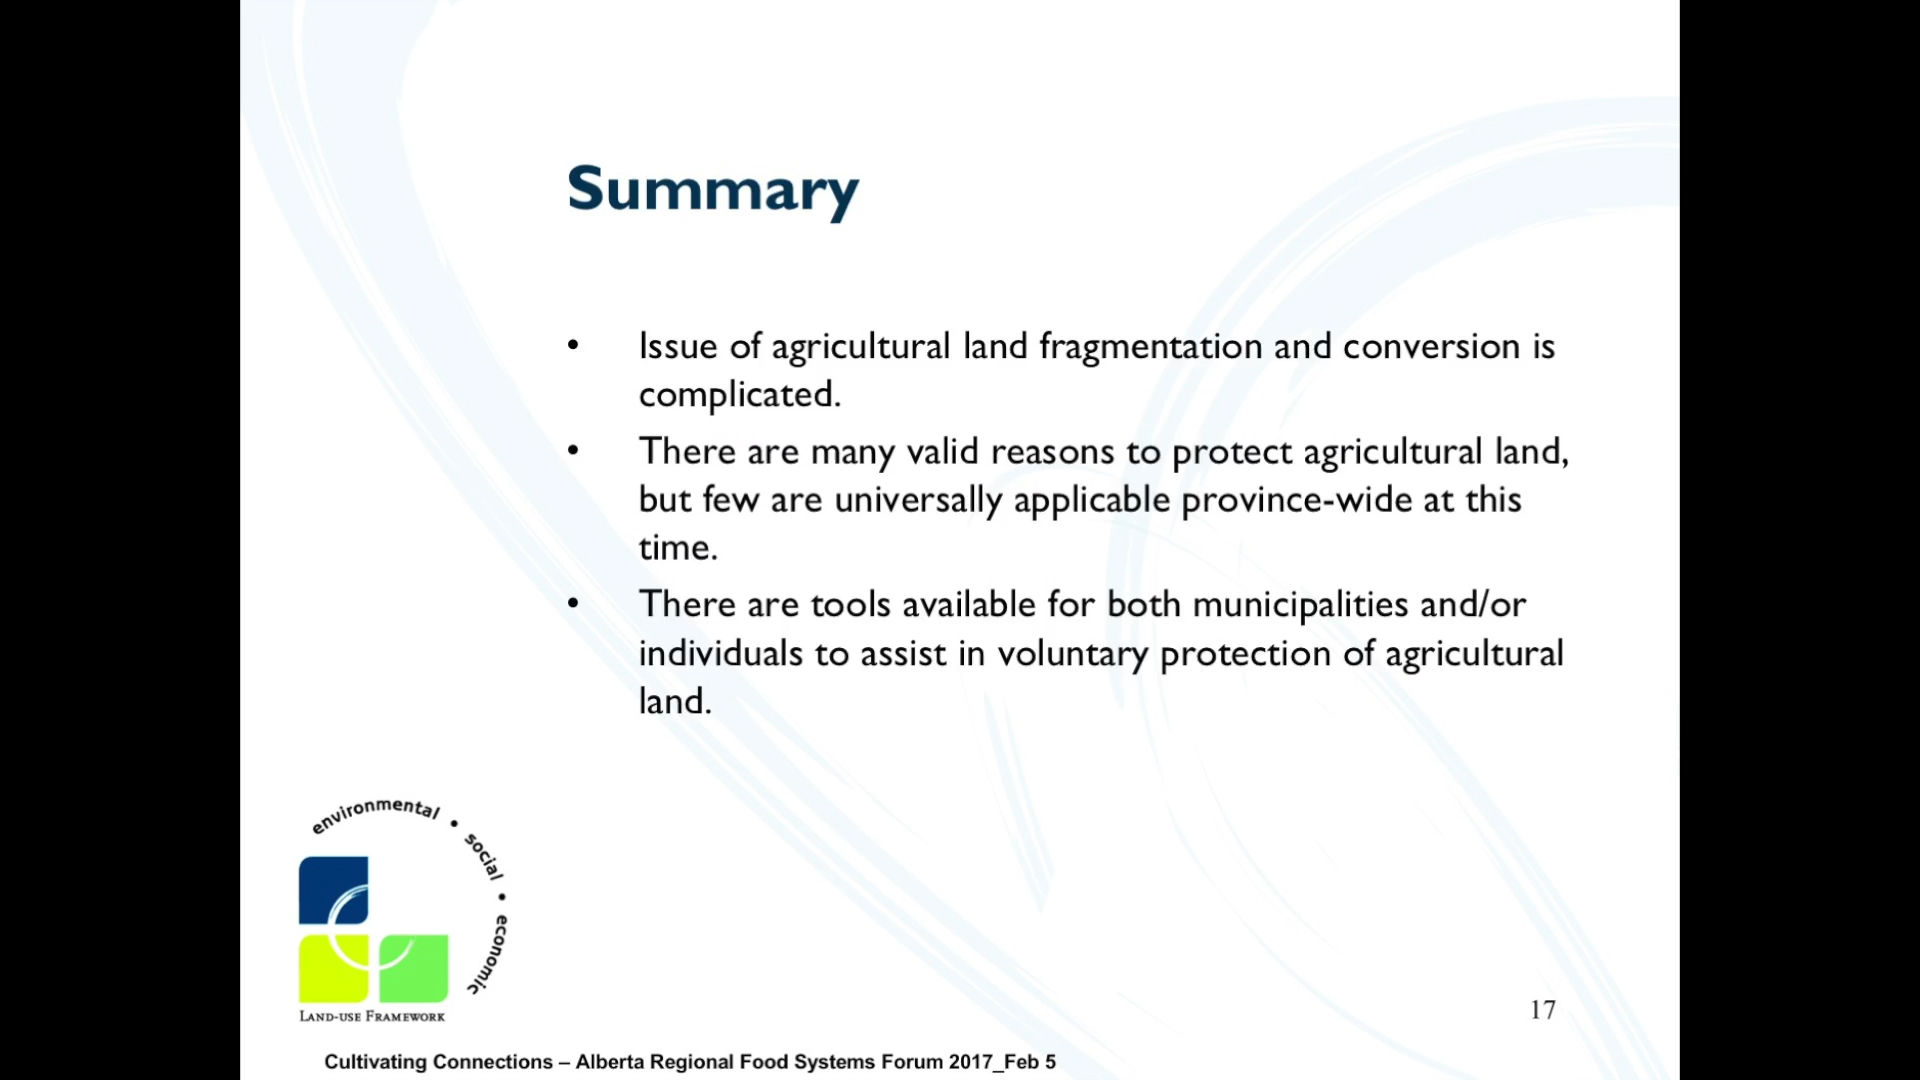 Summary
• Issue of agricultural land fragmentation and conversion is
complicated.
• There are many valid reasons to protect agricultural land,
but few are universally applicable province-wide at this
time.
• There are tools available for both municipalities and/or
individuals to assist in voluntary protection of agricultural
land.
environmental • social • economic
LAND-USE FRAMEWORK
17
Cultivating Connections – Alberta Regional Food Systems Forum 2017_Feb 5